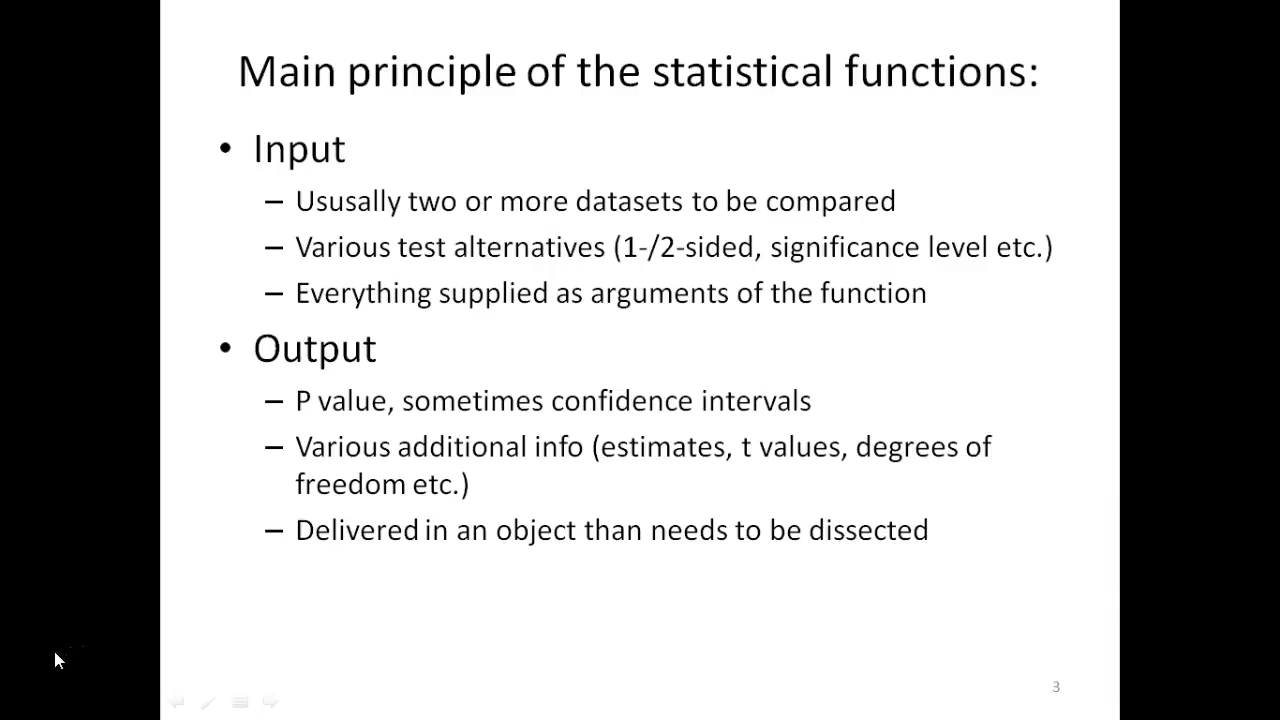 Main principle of the statistical functions:
• Input
– Ususally two or more datasets to be compared
– Various test alternatives (1-/2-sided, significance level etc.)
– Everything supplied as arguments of the function
• Output
– P value, sometimes confidence intervals
– Various additional info (estimates, t values, degrees of
freedom etc.)
– Delivered in an object than needs to be dissected
3